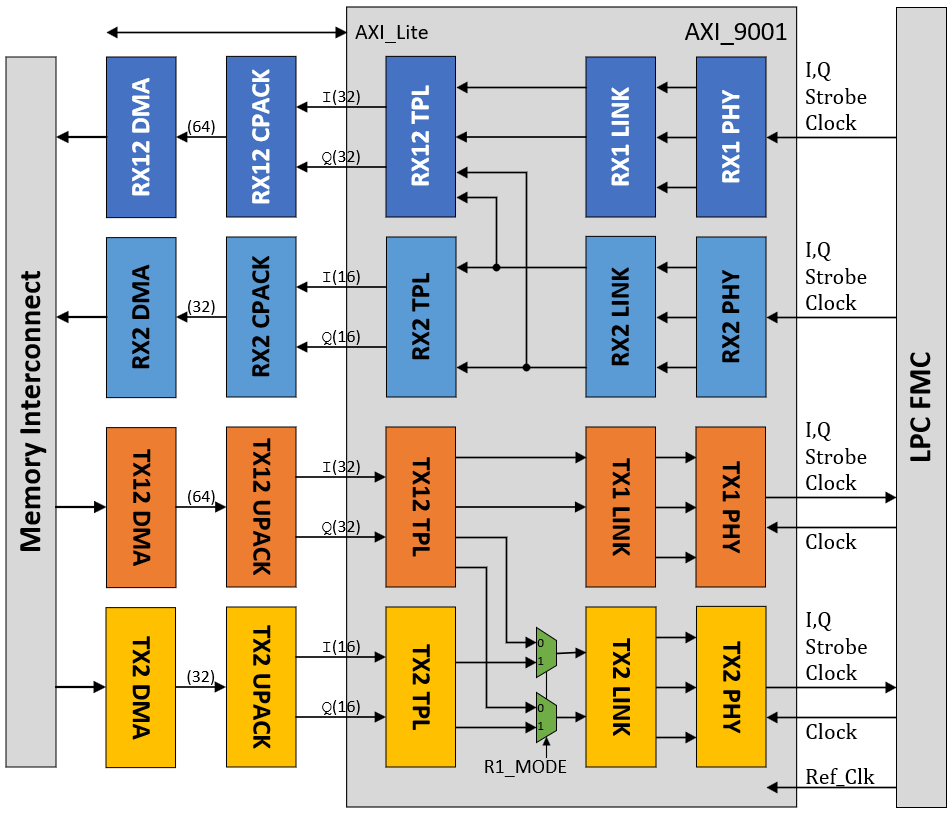 AXI_Lite
AXI_9001
Memory Interconnect
LPC FMC
RX12 DMA
(64)
RX12 CPACK
I(32)
Q(32)
RX12 TPL
RX1 LINK
RX1 PHY
I,Q
Strobe
Clock
RX2 DMA
(32)
RX2 CPACK
I(16)
Q(16)
RX2 TPL
RX2 LINK
RX2 PHY
I,Q
Strobe
Clock
TX12 DMA
(64)
TX12 UPACK
I(32)
Q(32)
TX12 TPL
TX1 LINK
TX1 PHY
I,Q
Strobe
Clock
Clock
TX2 DMA
(32)
TX2 UPACK
I(16)
Q(16)
TX2 TPL
0
1
0
1
R1_MODE
TX2 LINK
TX2 PHY
I,Q
Strobe
Clock
Clock
Ref_Clk